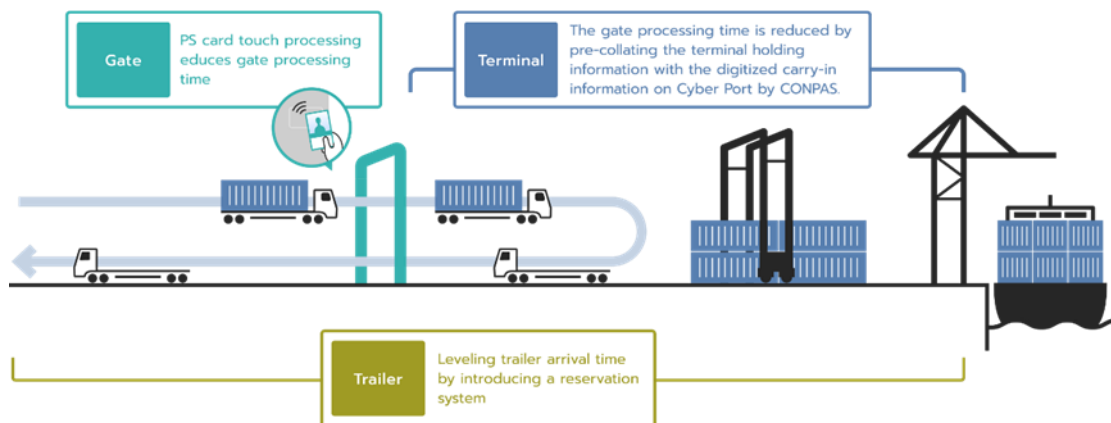 Gate
PS card touch processing
educes gate processing
time
Terminal
The gate processing time is reduced by
pre-collating the terminal holding
information with the digitized carry-in
information on Cyber Port by CONPAS.
Trailer
Leveling trailer arrival time
by introducing a reservation
system